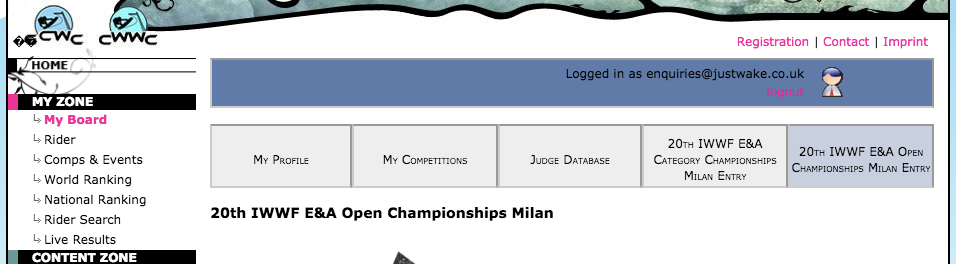 CWC
CWWC
Registration | Contact | Imprint
HOME
Logged in as enquiries@justwake.co.uk
logout
MY ZONE
My Board
Rider
Comps & Events
World Ranking
National Ranking
Rider Search
Live Results
CONTENT ZONE
My Profile
My Competitions
Judge Database
20th IWWF E&A
Category Championships
Milan Entry
20th IWWF E&A Open
Championships Milan Entry
20th IWWF E&A Open Championships Milan